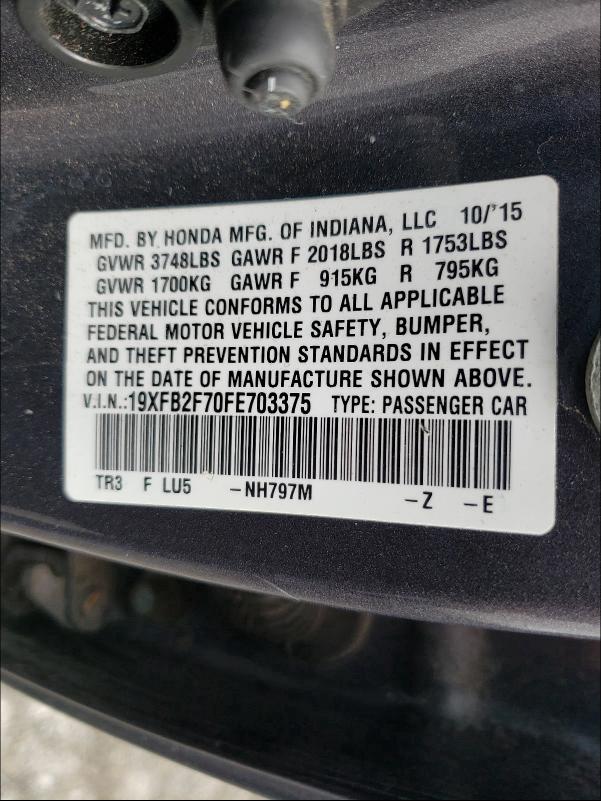 MFD. BY HONDA MFG. OF INDIANA, LLC 10/'15
GVWR 3748LBS GAWR F 2018LBS R 1753LBS
GVWR 1700KG GAWR F 915KG R 795KG
THIS VEHICLE CONFORMS TO ALL APPLICABLE
FEDERAL MOTOR VEHICLE SAFETY, BUMPER,
AND THEFT PREVENTION STANDARDS IN EFFECT
ON THE DATE OF MANUFACTURE SHOWN ABOVE.
V.I.N.:19XFB2F70FE703375 TYPE: PASSENGER CAR
TR3 F LU5 -NH797M -Z -E